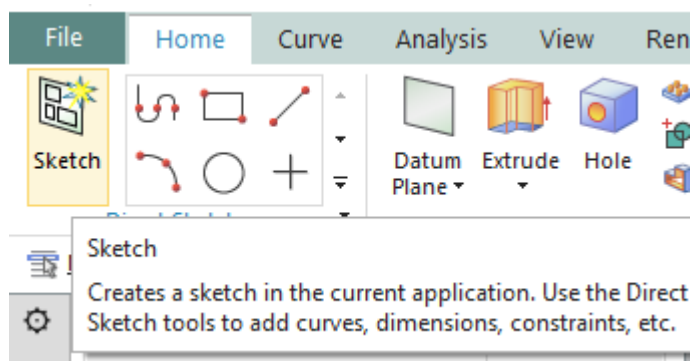 File Home Curve Analysis View Ren
Sketch
Datum Plane
Extrude
Hole
Sketch
Creates a sketch in the current application. Use the Direct
Sketch tools to add curves, dimensions, constraints, etc.